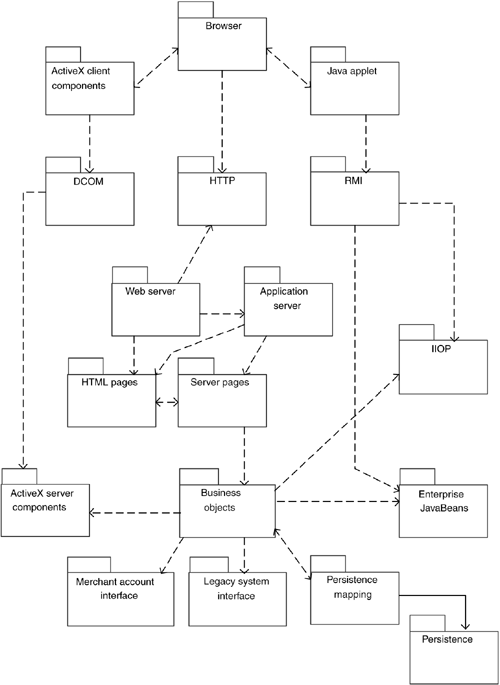 Browser
ActiveX client
components
Java applet
DCOM
HTTP
RMI
Web server
Application
server
IIOP
HTML pages
Server pages
ActiveX server
components
Business
objects
Enterprise
JavaBeans
Merchant account
interface
Legacy system
interface
Persistence
mapping
Persistence